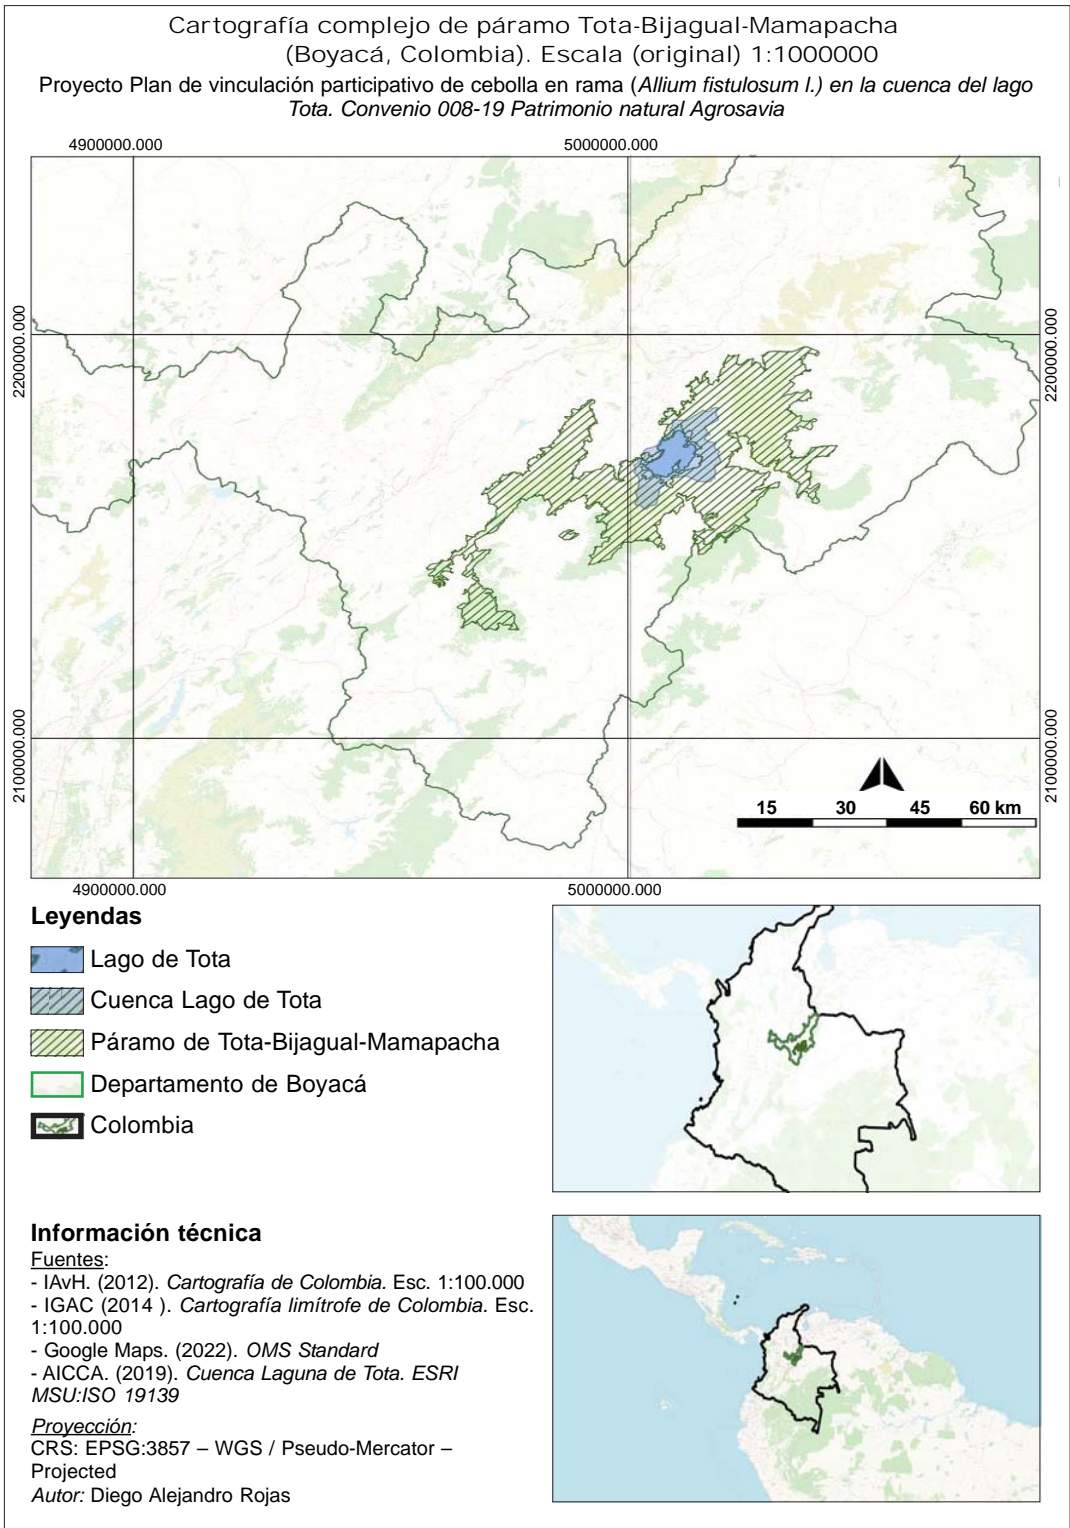 Cartografía complejo de páramo Tota-Bijagual-Mamapacha
(Boyacá, Colombia). Escala (original) 1:1000000
Proyecto Plan de vinculación participativo de cebolla en rama (Allium fistulosum l.) en la cuenca del lago
Tota. Convenio 008-19 Patrimonio natural Agrosavia
4900000.000
5000000.000
2200000.000
2200000.000
2100000.000
2100000.000
15 30 45 60 km
4900000.000
5000000.000
Leyendas
Lago de Tota
Cuenca Lago de Tota
Páramo de Tota-Bijagual-Mamapacha
Departamento de Boyacá
Colombia
Información técnica
Fuentes:
- IAvH. (2012). Cartografía de Colombia. Esc. 1:100.000
- IGAC (2014 ). Cartografía limítrofe de Colombia. Esc.
1:100.000
- Google Maps. (2022). OMS Standard
- AICCA. (2019). Cuenca Laguna de Tota. ESRI
MSU:ISO 19139
Proyección:
CRS: EPSG:3857 – WGS / Pseudo-Mercator –
Projected
Autor: Diego Alejandro Rojas